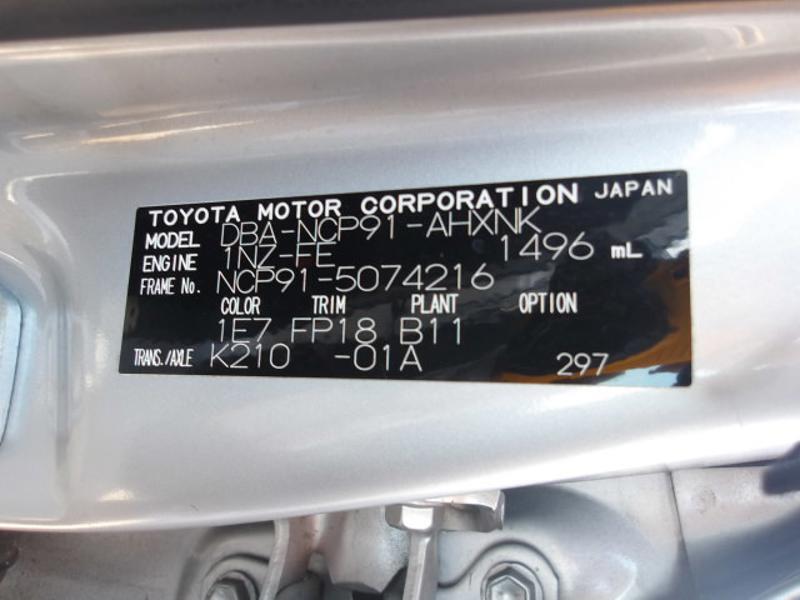 TOYOTA MOTOR CORPORATION JAPAN
MODEL DBA-NCP91-AHXNK
ENGINE 1NZ-FE 1496 mL
FRAME No. NCP91-5074216
COLOR TRIM PLANT OPTION
1E7 FP18 B11
TRANS./AXLE K210 -01A 297